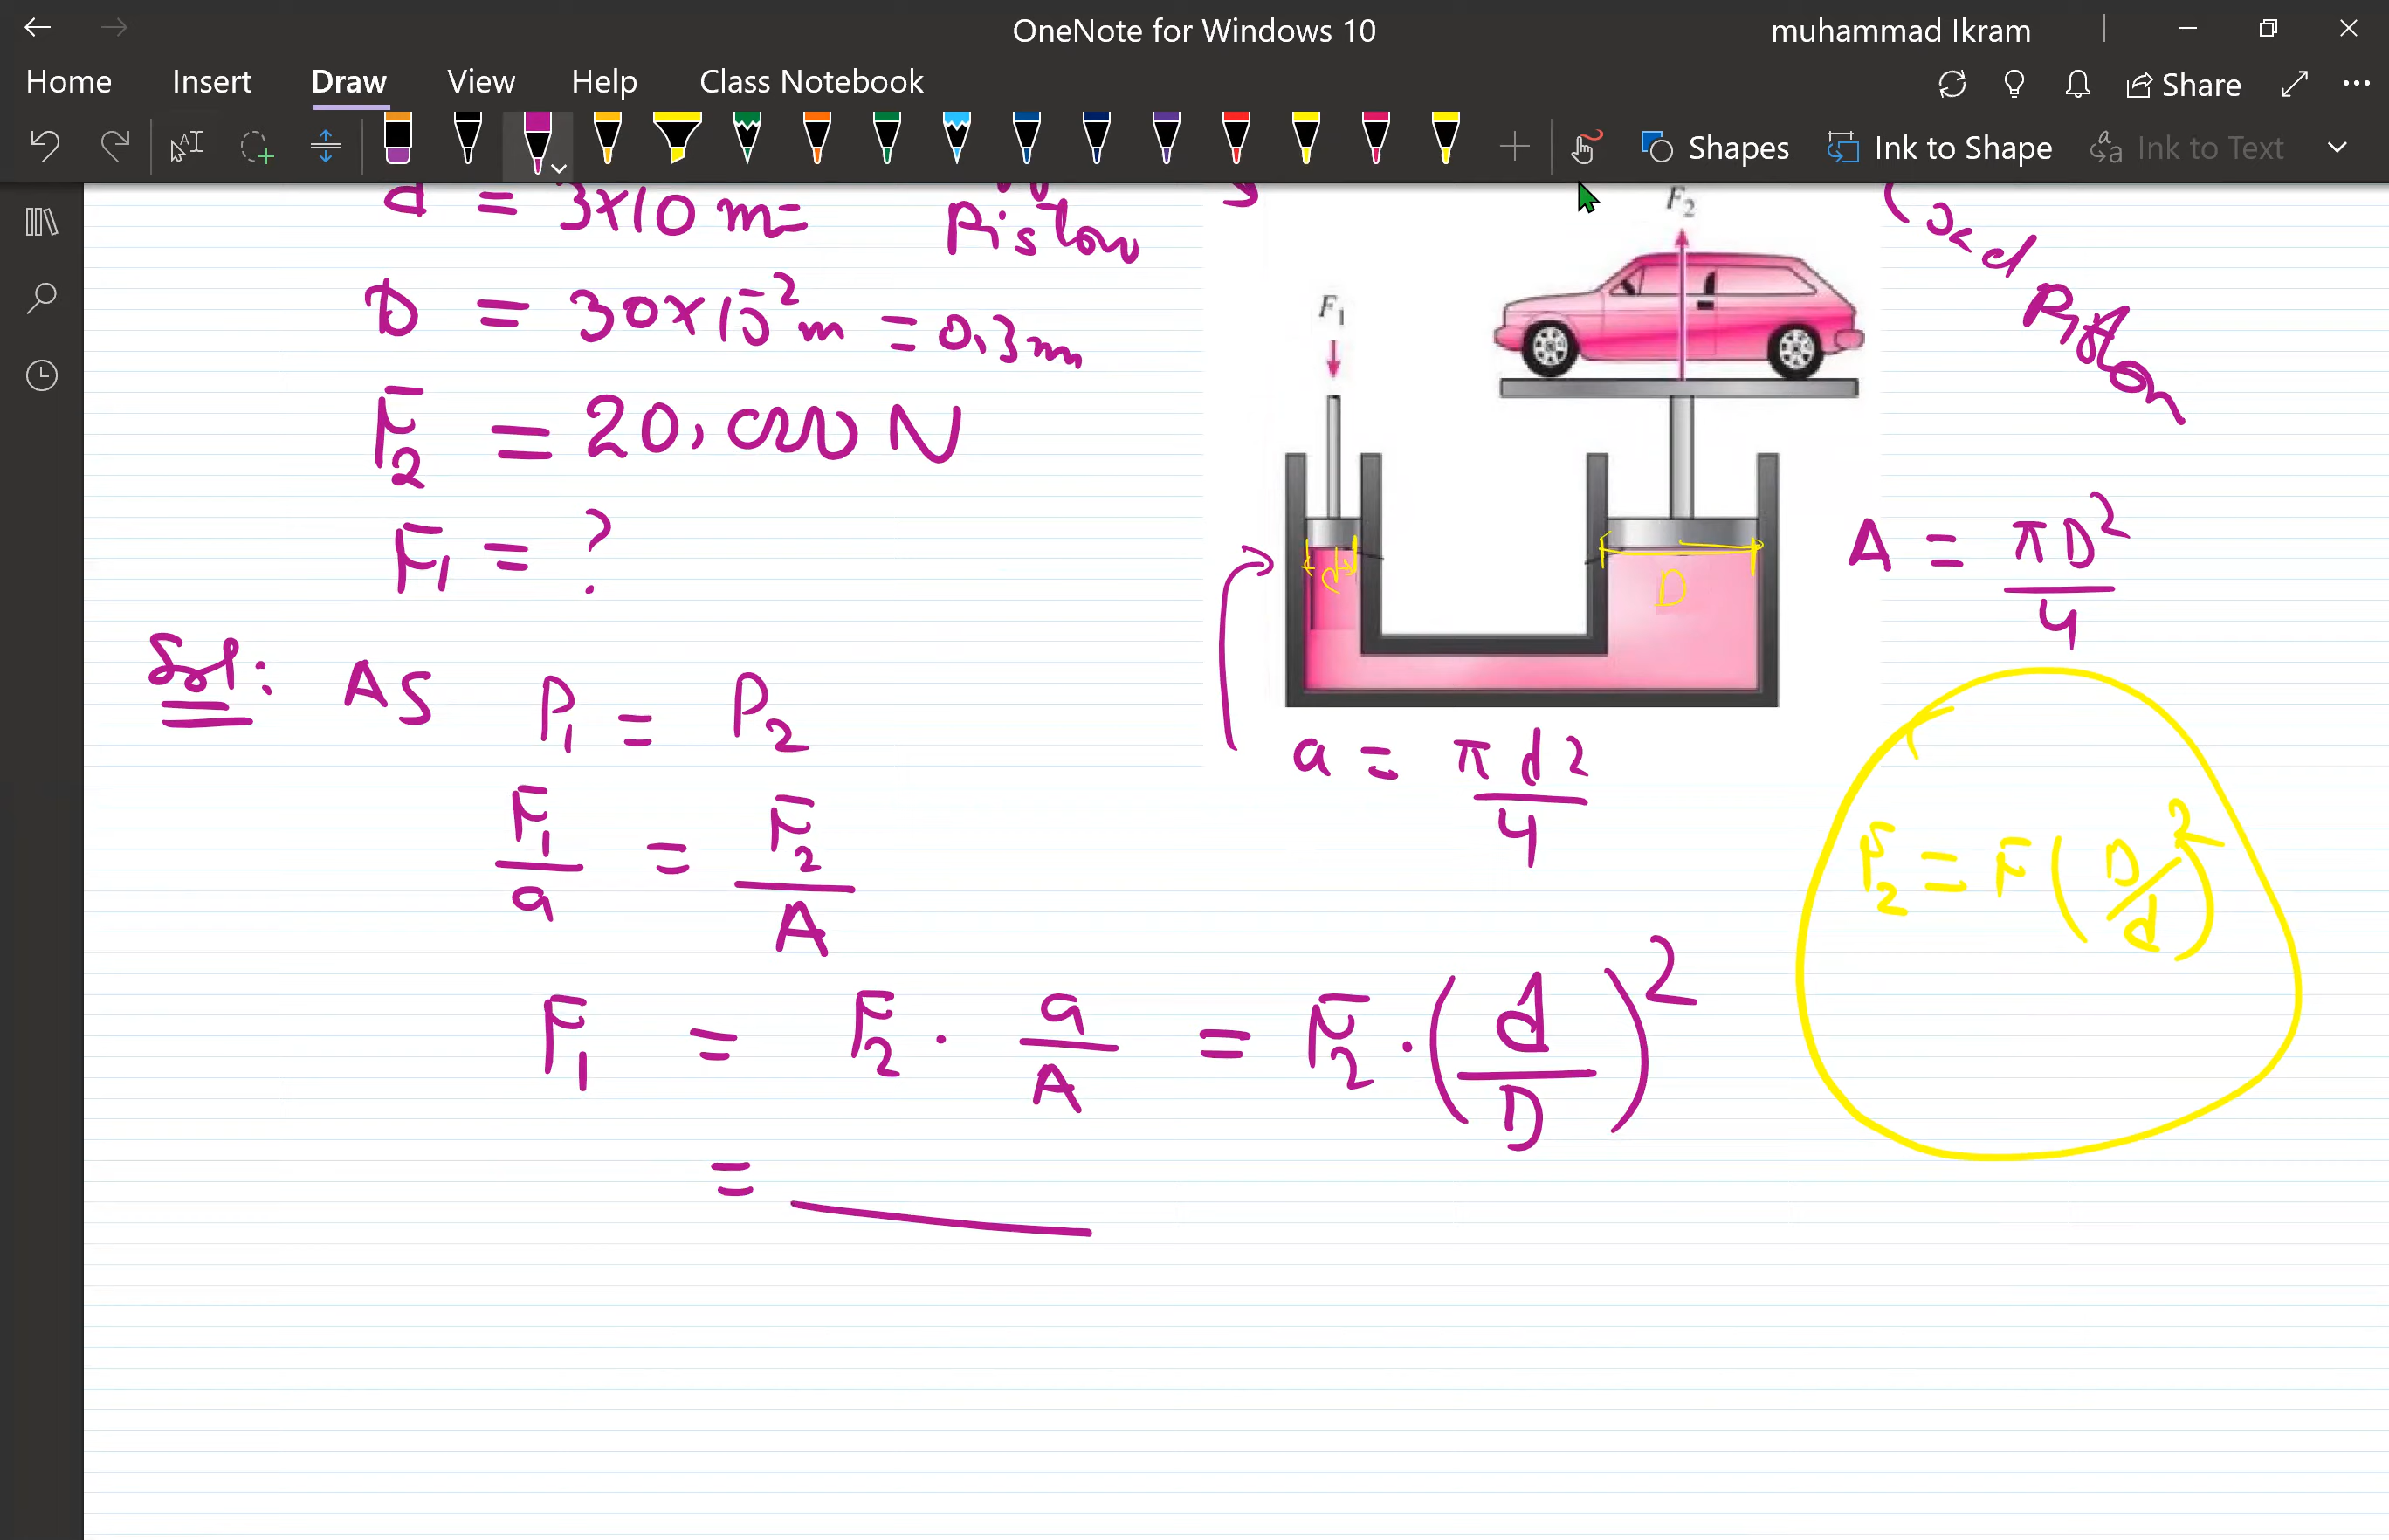 OneNote for Windows 10
muhammad Ikram
Home Insert Draw View Help Class Notebook
Share
Shapes Ink to Shape Ink to Text
d = 3×10 m =
Piston
D = 30×10⁻² m = 0.3 m
F₂ = 20,000 N
F₁ = ?
Sol: AS P₁ = P₂
F₁/a = F₂/A
F₁ = F₂ · a/A = F₂ · (d/D)²
=
F₁
F₂
d
D
a = πd²/4
Piston
A = πD²/4
F₂ = F (D/d)²